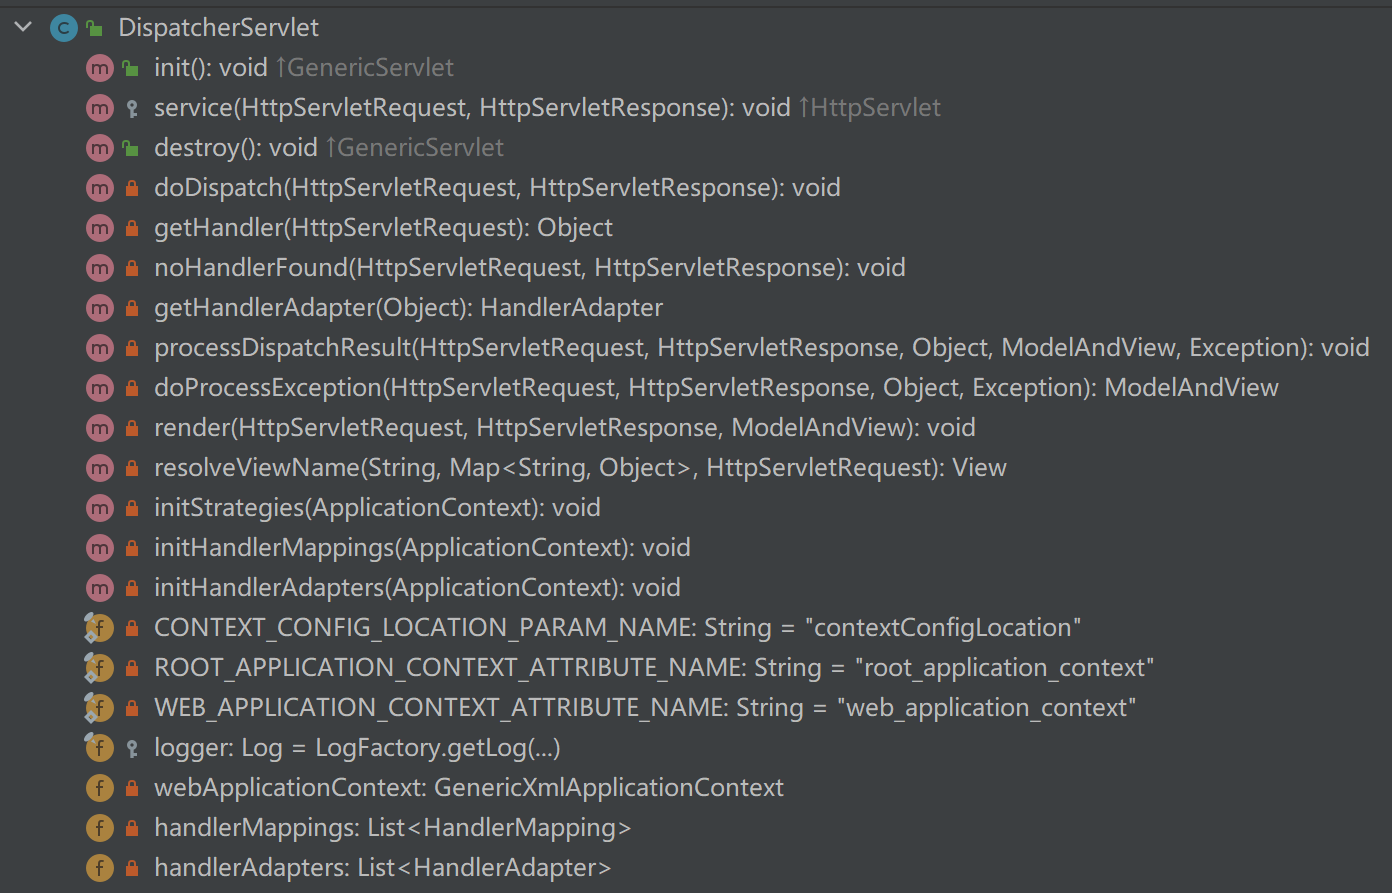 C DispatcherServlet
m init(): void ↑GenericServlet
m service(HttpServletRequest, HttpServletResponse): void ↑HttpServlet
m destroy(): void ↑GenericServlet
m doDispatch(HttpServletRequest, HttpServletResponse): void
m getHandler(HttpServletRequest): Object
m noHandlerFound(HttpServletRequest, HttpServletResponse): void
m getHandlerAdapter(Object): HandlerAdapter
m processDispatchResult(HttpServletRequest, HttpServletResponse, Object, ModelAndView, Exception): void
m doProcessException(HttpServletRequest, HttpServletResponse, Object, Exception): ModelAndView
m render(HttpServletRequest, HttpServletResponse, ModelAndView): void
m resolveViewName(String, Map<String, Object>, HttpServletRequest): View
m initStrategies(ApplicationContext): void
m initHandlerMappings(ApplicationContext): void
m initHandlerAdapters(ApplicationContext): void
f CONTEXT_CONFIG_LOCATION_PARAM_NAME: String = "contextConfigLocation"
f ROOT_APPLICATION_CONTEXT_ATTRIBUTE_NAME: String = "root_application_context"
f WEB_APPLICATION_CONTEXT_ATTRIBUTE_NAME: String = "web_application_context"
f logger: Log = LogFactory.getLog(...)
f webApplicationContext: GenericXmlApplicationContext
f handlerMappings: List<HandlerMapping>
f handlerAdapters: List<HandlerAdapter>